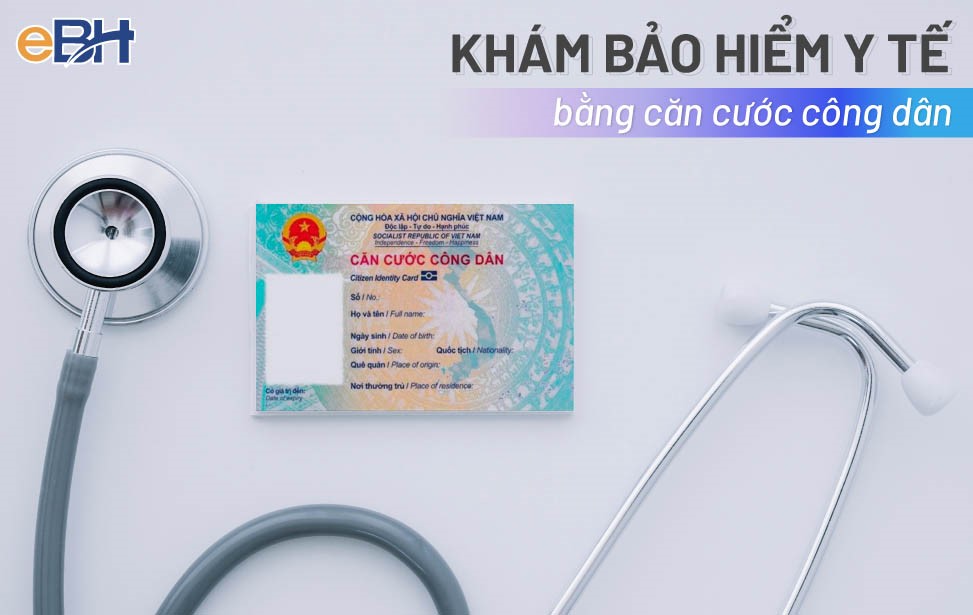 eBH
KHÁM BẢO HIỂM Y TẾ
bằng căn cước công dân
CỘNG HÒA XÃ HỘI CHỦ NGHĨA VIỆT NAM
Độc lập - Tự do - Hạnh phúc
SOCIALIST REPUBLIC OF VIET NAM
Independence - Freedom - Happiness
CĂN CƯỚC CÔNG DÂN
Citizen Identity Card
Số / No.:
Họ và tên / Full name:
Ngày sinh / Date of birth:
Giới tính / Sex: Quốc tịch / Nationality:
Quê quán / Place of origin:
Nơi thường trú / Place of residence:
Có giá trị đến:
Date of expiry